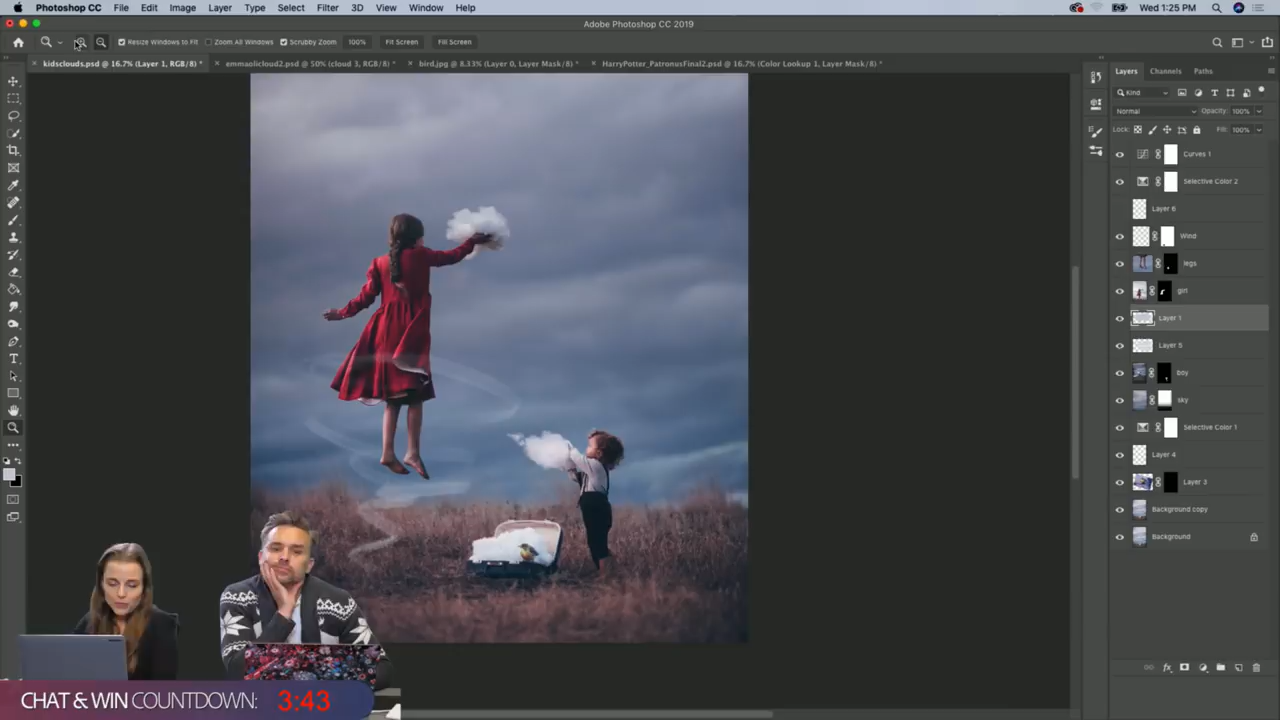 Photoshop CC File Edit Image Layer Type Select Filter 3D View Window Help Wed 1:25 PM
Adobe Photoshop CC 2019
Resize Windows to Fit Zoom All Windows Scrubby Zoom 100% Fit Screen Fill Screen
kidsclouds.psd @ 16.7% (Layer 1, RGB/8) * emmaolicloud2.psd @ 50% (cloud 3, RGB/8) * bird.jpg @ 8.33% (Layer 0, Layer Mask/8) * HarryPotter_PatronusFinal2.psd @ 16.7% (Color Lookup 1, Layer Mask/8) *
Layers Channels Paths
Kind
Normal Opacity: 100%
Lock: Fill: 100%
Curves 1
Selective Color 2
Layer 6
Wind
legs
girl
Layer 1
Layer 5
boy
sky
Selective Color 1
Layer 4
Layer 3
Background copy
Background
fx
CHAT & WIN COUNTDOWN: 3:43